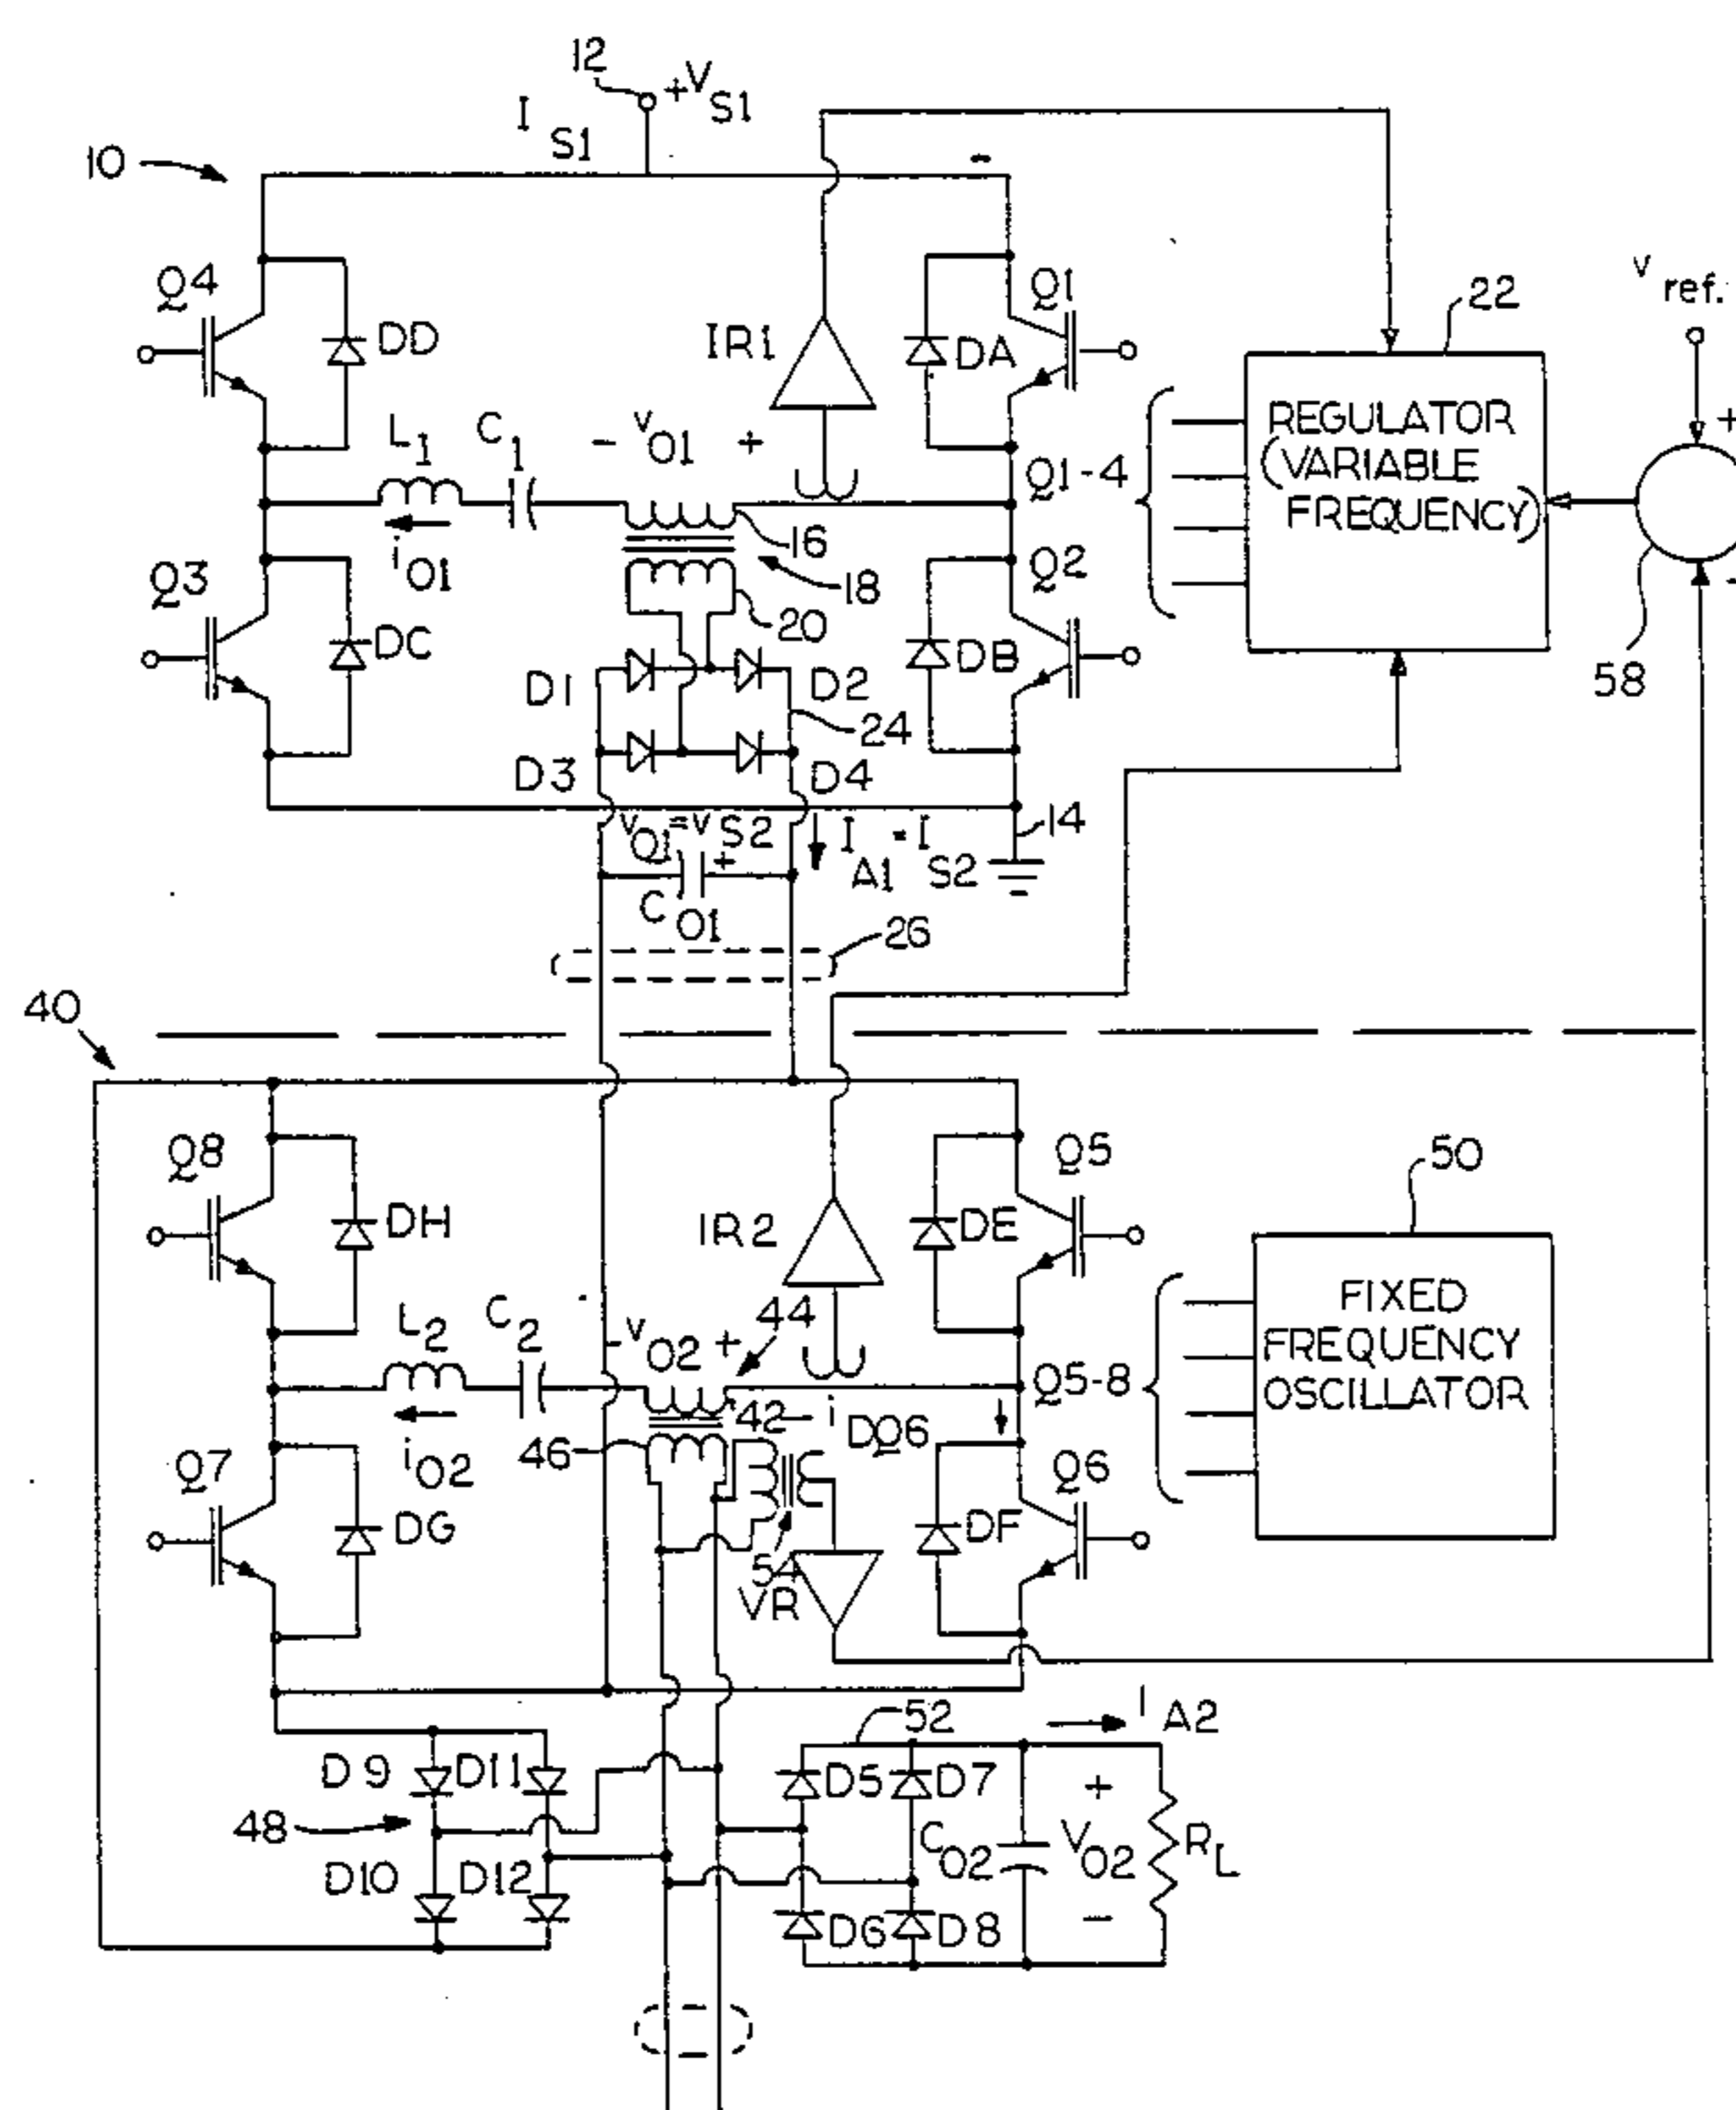 12
+VS1
IS1
10
-
Q4
DD
IR1
DA
Q1
22
vref.
REGULATOR
(VARIABLE
FREQUENCY)
+
L1
C1
- vO1 +
Q1-4
iO1
16
18
20
Q3
DC
DB
Q2
58
-
D1
D2
24
D3
D4
vO1=vS2
+
IA1=IS2
14
CO1
26
40
Q8
DH
IR2
DE
Q5
50
FIXED
FREQUENCY
OSCILLATOR
L2
C2
- vO2 +
44
Q5-8
iO2
46
42
iDQ6
Q7
DG
54
VR
DF
Q6
52
IA2
D9
D11
D5
D7
+
48
CO2
VO2
RL
D10
D12
D6
D8
-